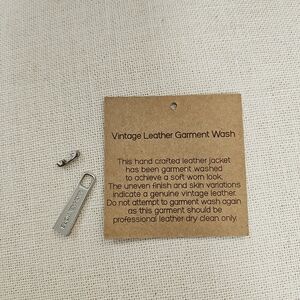 Vintage Leather Garment Wash
This hand crafted leather jacket
has been garment washed
to achieve a soft worn look.
The uneven finish and skin variations
indicate a genuine vintage leather.
Do not attempt to garment wash again
as this garment should be
professional leather dry clean only.